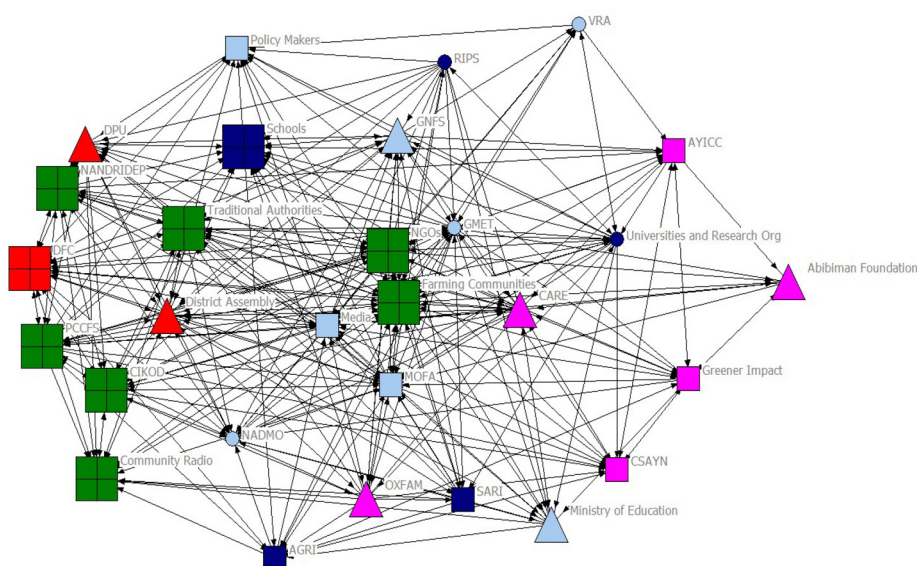 VRA
Policy Makers
RIPS
GNFS
Schools
DPU
AYICC
NANDRIDEP
Traditional Authorities
GMET
NGOs
Universities and Research Org
DFC
Abibiman Foundation
Farming Communities
CARE
District Assembly
Media
PCCFS
CIKOD
MOFA
Greener Impact
NADMO
Community Radio
CSAYN
OXFAM
SARI
Ministry of Education
AGRI